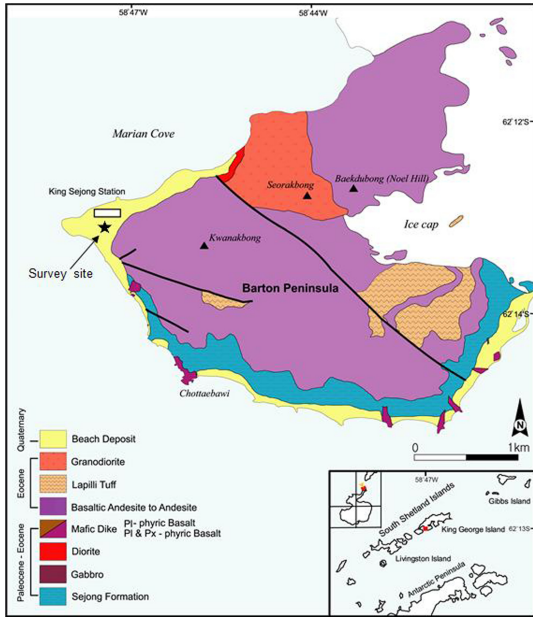 58°47'W
58°44'W
62°12'S
Marian Cove
King Sejong Station
Survey site
Seorakbong
Baekdubong (Noel Hill)
Kwanakbong
Ice cap
Barton Peninsula
62°14'S
Chottaebawi
N
0
1km
Quaternary
Beach Deposit
Eocene
Granodiorite
Lapilli Tuff
Basaltic Andesite to Andesite
Paleocene - Eocene
Mafic Dike
Pl- phyric Basalt
Pl & Px - phyric Basalt
Diorite
Gabbro
Sejong Formation
58°47'W
South Shetland Islands
Gibbs Island
King George Island
62°13'S
Livingston Island
Antarctic Peninsula